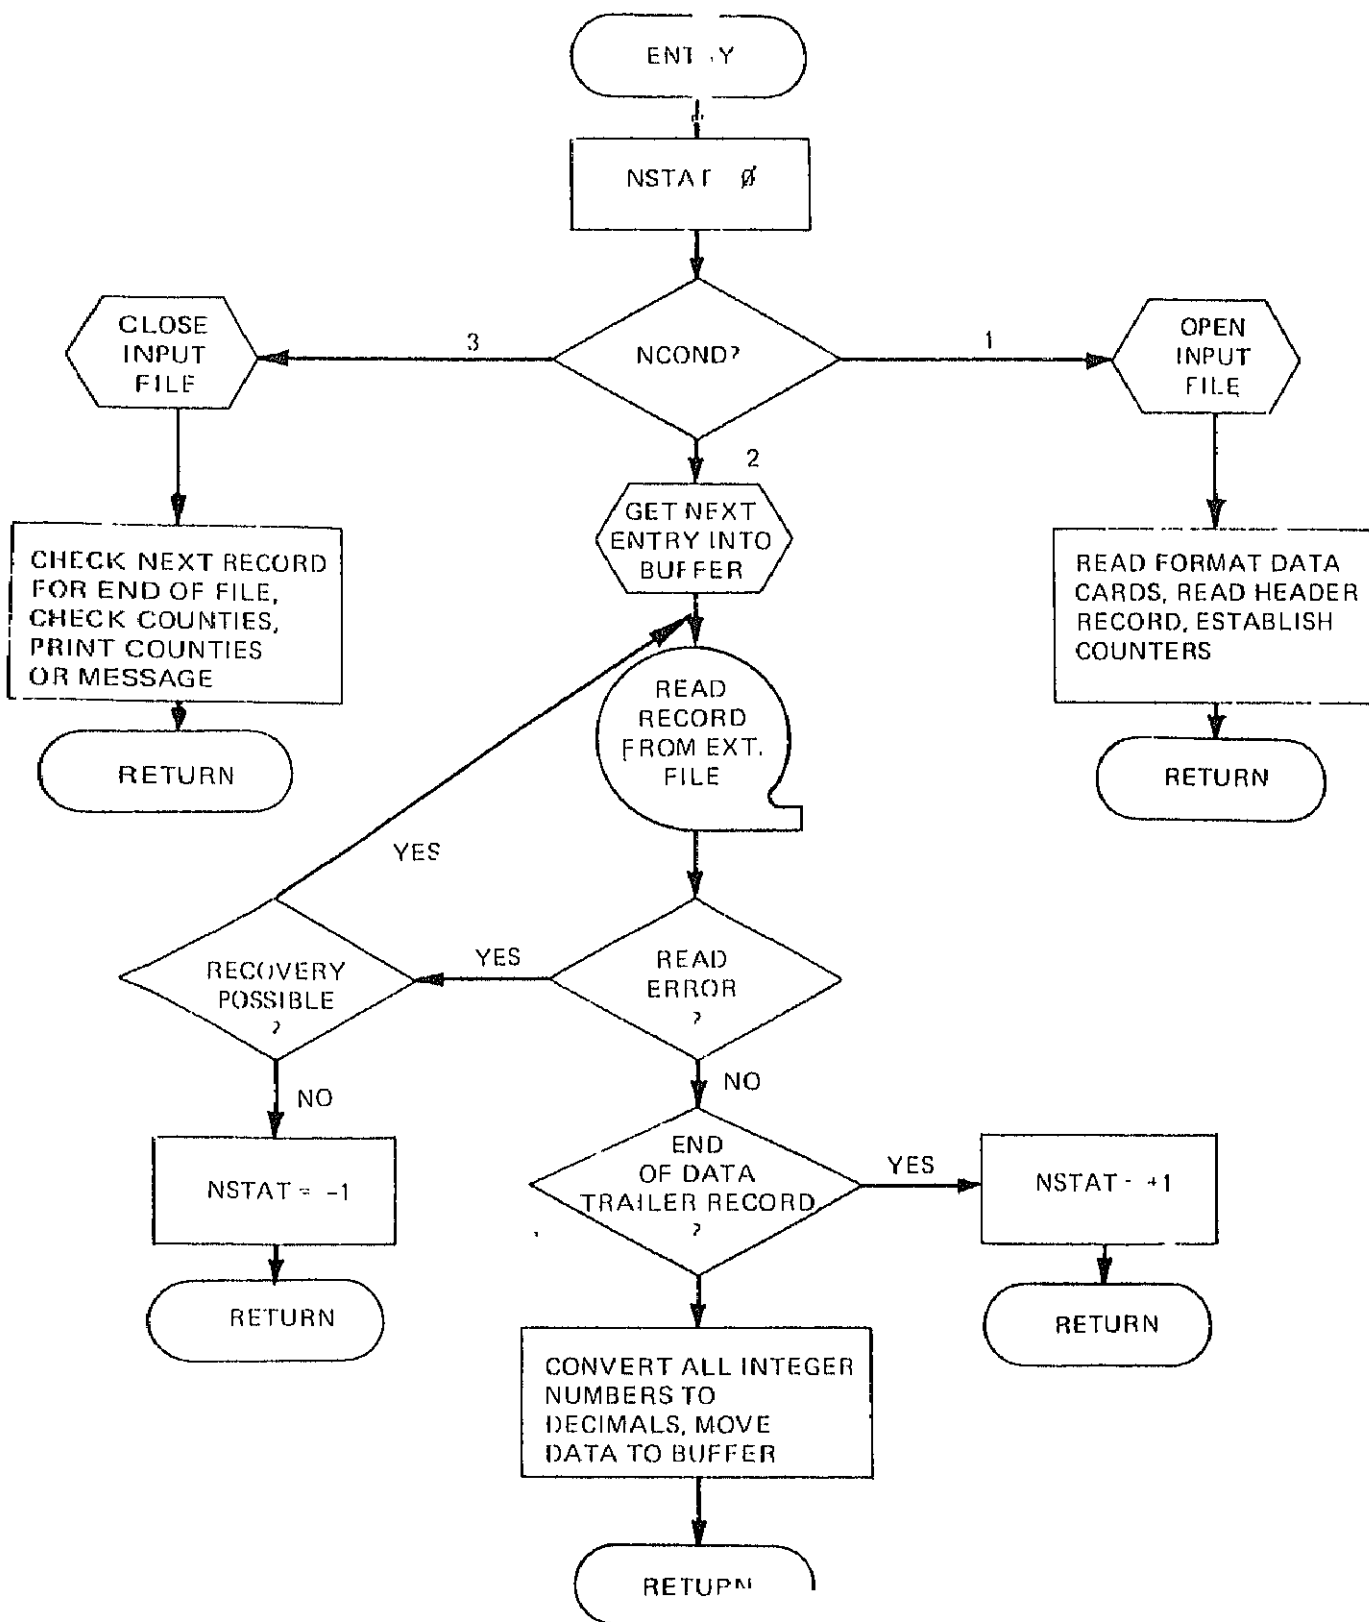 ENT Y
NSTAT Ø
NCOND?
3
1
2
CLOSE
INPUT
FILE
OPEN
INPUT
FILE
GET NEXT
ENTRY INTO
BUFFER
CHECK NEXT RECORD
FOR END OF FILE,
CHECK COUNTIES,
PRINT COUNTIES
OR MESSAGE
READ FORMAT DATA
CARDS, READ HEADER
RECORD, ESTABLISH
COUNTERS
READ
RECORD
FROM EXT.
FILE
RETURN
RETURN
YES
RECOVERY
POSSIBLE
?
YES
READ
ERROR
?
NO
NO
NSTAT = -1
END
OF DATA
TRAILER RECORD
?
YES
NSTAT - +1
RETURN
RETURN
CONVERT ALL INTEGER
NUMBERS TO
DECIMALS, MOVE
DATA TO BUFFER
RETURN